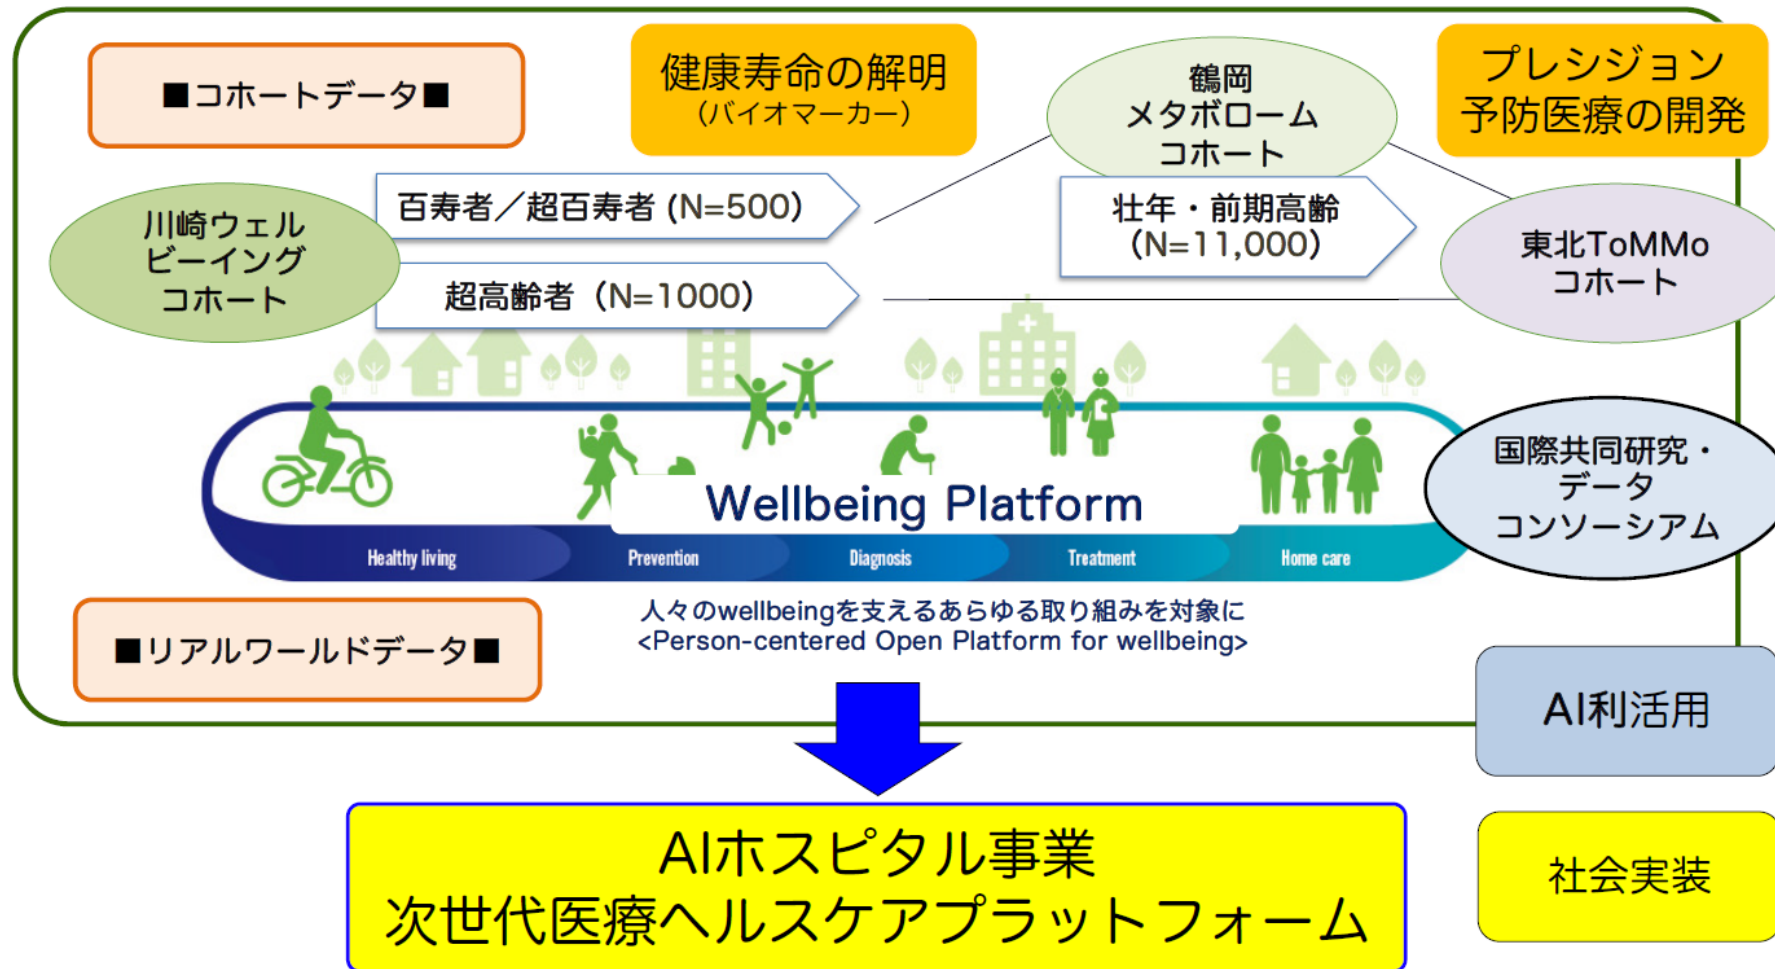 ■コホートデータ■
健康寿命の解明
（バイオマーカー）
鶴岡
メタボローム
コホート
プレシジョン
予防医療の開発
川崎ウェル
ビーイング
コホート
百寿者／超百寿者 (N=500)
超高齢者（N=1000）
壮年・前期高齢
（N=11,000）
東北ToMMo
コホート
国際共同研究・
データ
コンソーシアム
Wellbeing Platform
Healthy living
Prevention
Diagnosis
Treatment
Home care
人々のwellbeingを支えるあらゆる取り組みを対象に
<Person-centered Open Platform for wellbeing>
■リアルワールドデータ■
AI利活用
AIホスピタル事業
次世代医療ヘルスケアプラットフォーム
社会実装